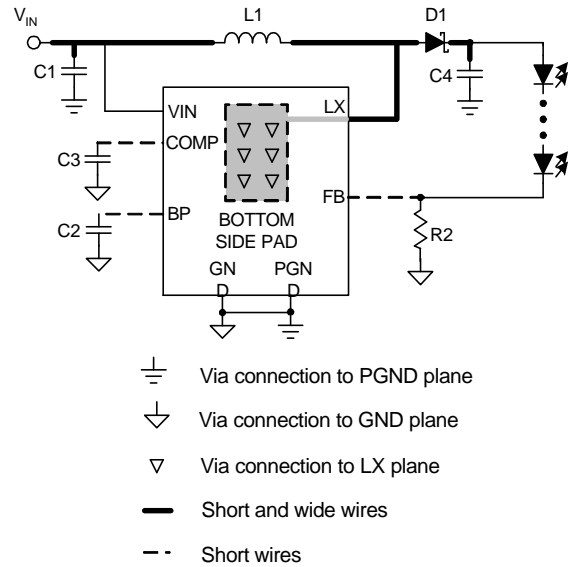 VIN
L1
D1
C1
C4
VIN
LX
COMP
C3
BP
FB
C2
BOTTOM
SIDE PAD
R2
GN
D
PGN
D
Via connection to PGND plane
Via connection to GND plane
Via connection to LX plane
Short and wide wires
Short wires